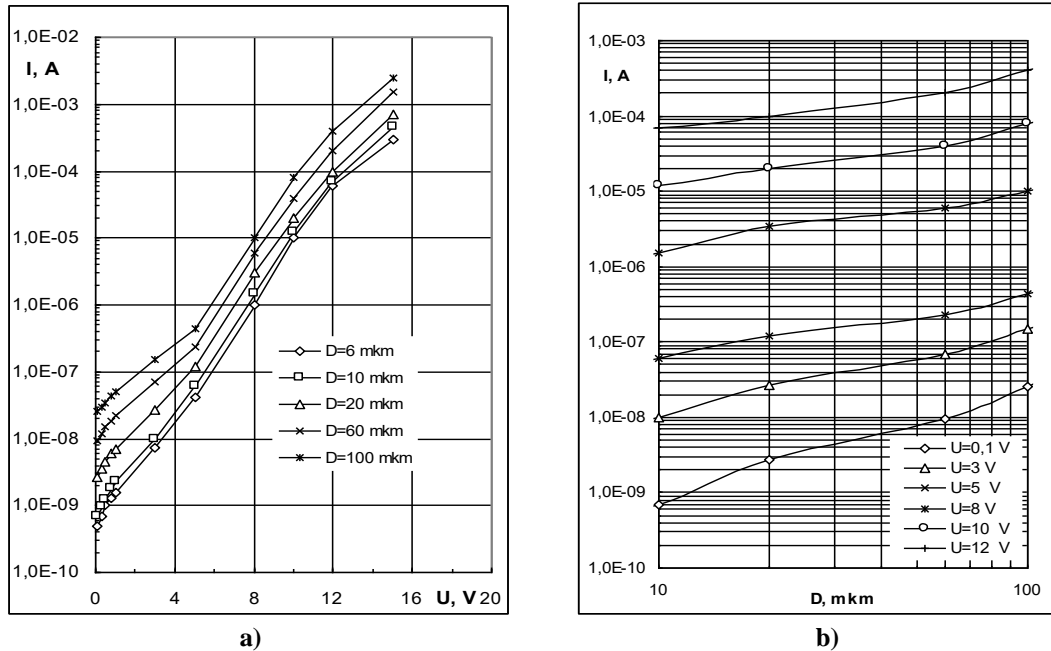 1,0E-02
I, A
1,0E-03
1,0E-04
1,0E-05
1,0E-06
1,0E-07
1,0E-08
1,0E-09
1,0E-10
D=6 mkm
D=10 mkm
D=20 mkm
D=60 mkm
D=100 mkm
0 4 8 12 16 U, V 20
a)
1,0E-03
I, A
1,0E-04
1,0E-05
1,0E-06
1,0E-07
1,0E-08
1,0E-09
1,0E-10
U=0,1 V
U=3 V
U=5 V
U=8 V
U=10 V
U=12 V
10 D, mkm 100
b)